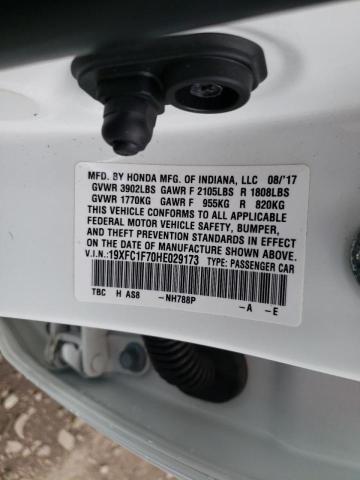 MFD. BY HONDA MFG. OF INDIANA, LLC 08/'17
GVWR 3902LBS GAWR F 2105LBS R 1808LBS
GVWR 1770KG GAWR F 955KG R 820KG
THIS VEHICLE CONFORMS TO ALL APPLICABLE
FEDERAL MOTOR VEHICLE SAFETY, BUMPER,
AND THEFT PREVENTION STANDARDS IN EFFECT
ON THE DATE OF MANUFACTURE SHOWN ABOVE.
V.I.N.:19XFC1F70HE029173 TYPE: PASSENGER CAR
TBC H AS8 -NH788P -A -E